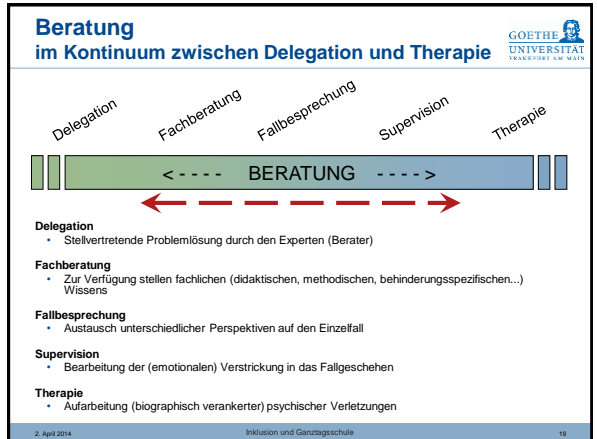 Beratung
im Kontinuum zwischen Delegation und Therapie
GOETHE
UNIVERSITÄT
FRANKFURT AM MAIN
Delegation
Fachberatung
Fallbesprechung
Supervision
Therapie
<---- BERATUNG ---->
Delegation
• Stellvertretende Problemlösung durch den Experten (Berater)
Fachberatung
• Zur Verfügung stellen fachlichen (didaktischen, methodischen, behinderungsspezifischen...)
Wissens
Fallbesprechung
• Austausch unterschiedlicher Perspektiven auf den Einzelfall
Supervision
• Bearbeitung der (emotionalen) Verstrickung in das Fallgeschehen
Therapie
• Aufarbeitung (biographisch verankerter) psychischer Verletzungen
2. April 2014
Inklusion und Ganztagsschule
19